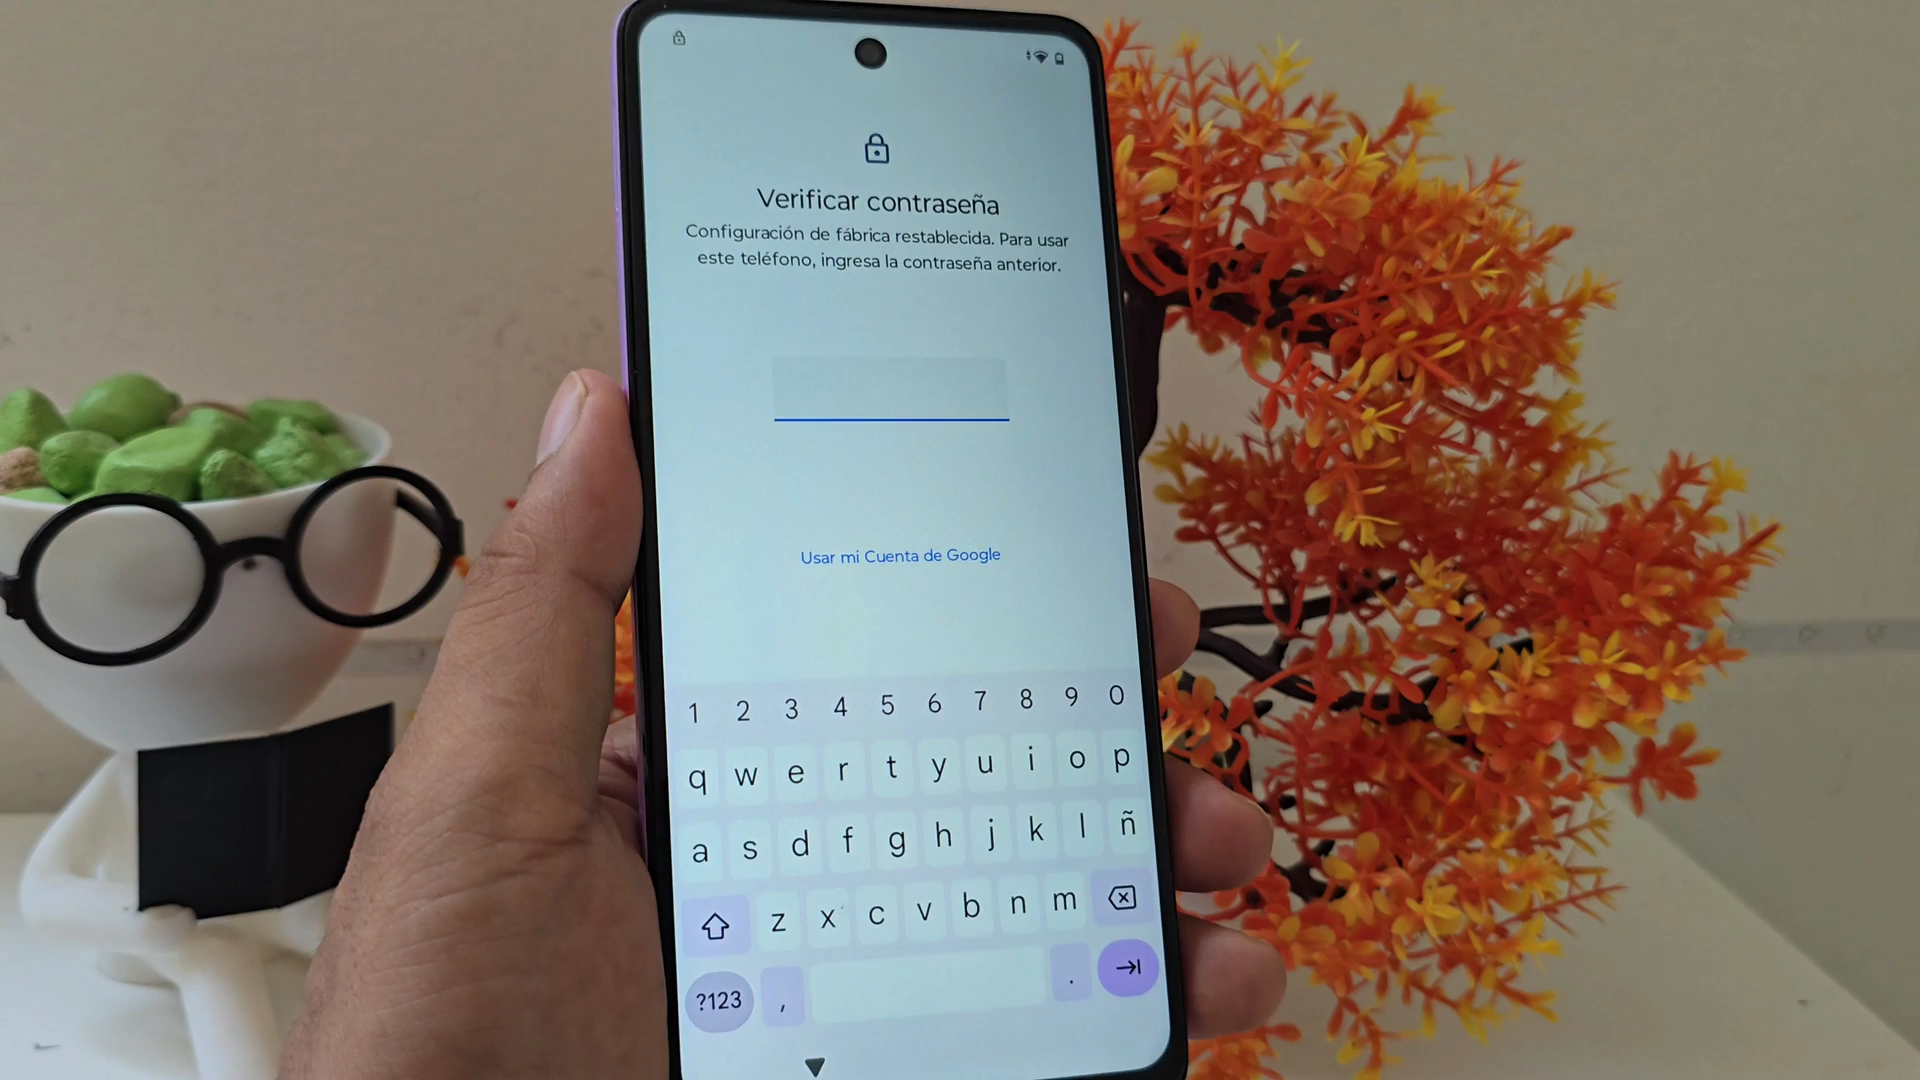 Verificar contraseña
Configuración de fábrica restablecida. Para usar
este teléfono, ingresa la contraseña anterior.
Usar mi Cuenta de Google
1 2 3 4 5 6 7 8 9 0
q w e r t y u i o p
a s d f g h j k l ñ
z x c v b n m
?123 , .